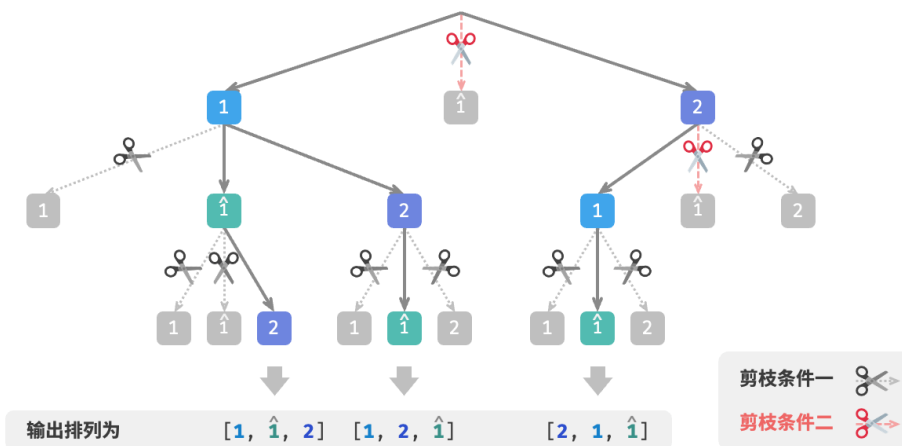 1̂
1 2
1 1̂ 2 1 1̂ 2
1 1̂ 2 1 1̂ 2 1 1̂ 2
剪枝条件一
剪枝条件二
输出排列为 [1, 1̂, 2] [1, 2, 1̂] [2, 1, 1̂]